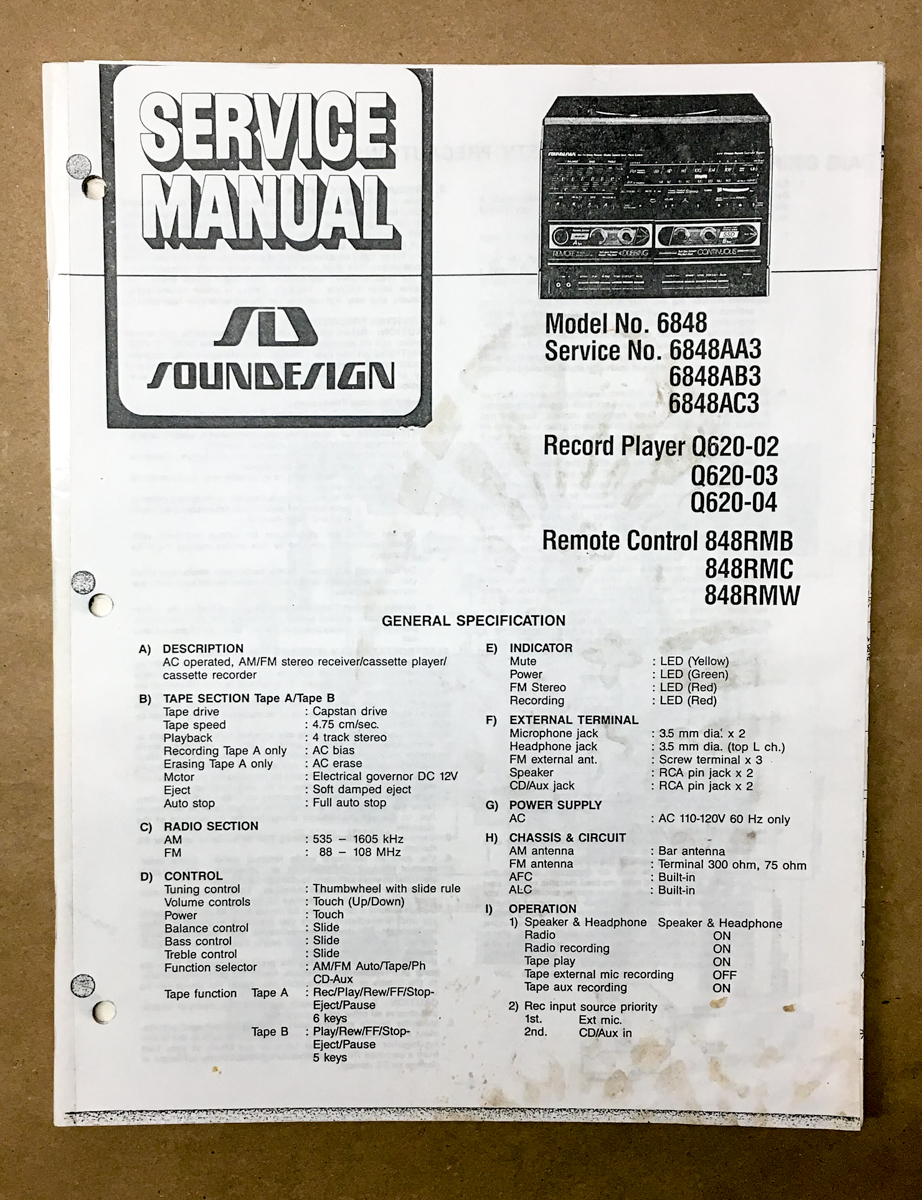 SERVICE
MANUAL
SD
SOUNDESIGN
REMOTE DUBBING CONTINUOUS
Model No. 6848
Service No. 6848AA3
6848AB3
6848AC3
Record Player Q620-02
Q620-03
Q620-04
Remote Control 848RMB
848RMC
848RMW
GENERAL SPECIFICATION
A) DESCRIPTION
AC operated, AM/FM stereo receiver/cassette player/
cassette recorder
B) TAPE SECTION Tape A/Tape B
Tape drive : Capstan drive
Tape speed : 4.75 cm/sec.
Playback : 4 track stereo
Recording Tape A only : AC bias
Erasing Tape A only : AC erase
Motor : Electrical governor DC 12V
Eject : Soft damped eject
Auto stop : Full auto stop
C) RADIO SECTION
AM : 535 – 1605 kHz
FM : 88 – 108 MHz
D) CONTROL
Tuning control : Thumbwheel with slide rule
Volume controls : Touch (Up/Down)
Power : Touch
Balance control : Slide
Bass control : Slide
Treble control : Slide
Function selector : AM/FM Auto/Tape/Ph
CD-Aux
Tape function Tape A : Rec/Play/Rew/FF/Stop-
Eject/Pause
6 keys
Tape B : Play/Rew/FF/Stop-
Eject/Pause
5 keys
E) INDICATOR
Mute : LED (Yellow)
Power : LED (Green)
FM Stereo : LED (Red)
Recording : LED (Red)
F) EXTERNAL TERMINAL
Microphone jack : 3.5 mm dia. x 2
Headphone jack : 3.5 mm dia. (top L ch.)
FM external ant. : Screw terminal x 3
Speaker : RCA pin jack x 2
CD/Aux jack : RCA pin jack x 2
G) POWER SUPPLY
AC : AC 110-120V 60 Hz only
H) CHASSIS & CIRCUIT
AM antenna : Bar antenna
FM antenna : Terminal 300 ohm, 75 ohm
AFC : Built-in
ALC : Built-in
I) OPERATION
1) Speaker & Headphone Speaker & Headphone
Radio ON
Radio recording ON
Tape play ON
Tape external mic recording OFF
Tape aux recording ON
2) Rec input source priority
1st. Ext mic.
2nd. CD/Aux in